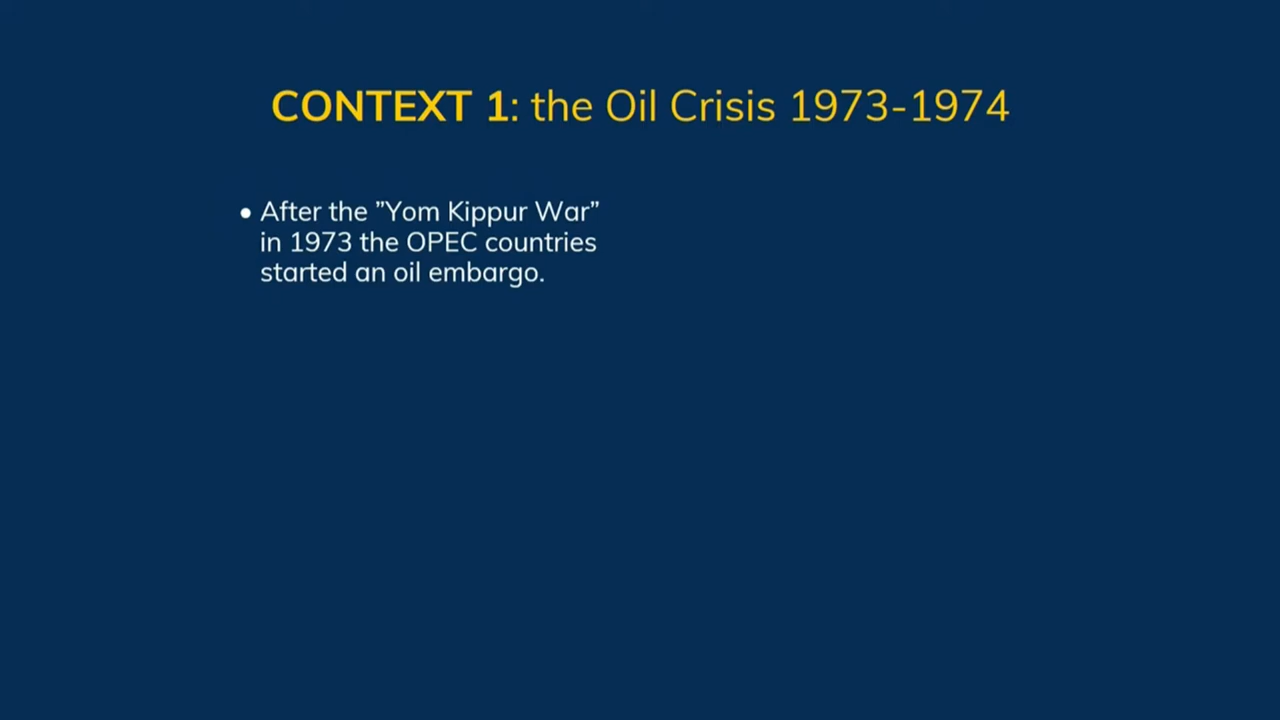 CONTEXT 1: the Oil Crisis 1973-1974
• After the ”Yom Kippur War”
in 1973 the OPEC countries
started an oil embargo.